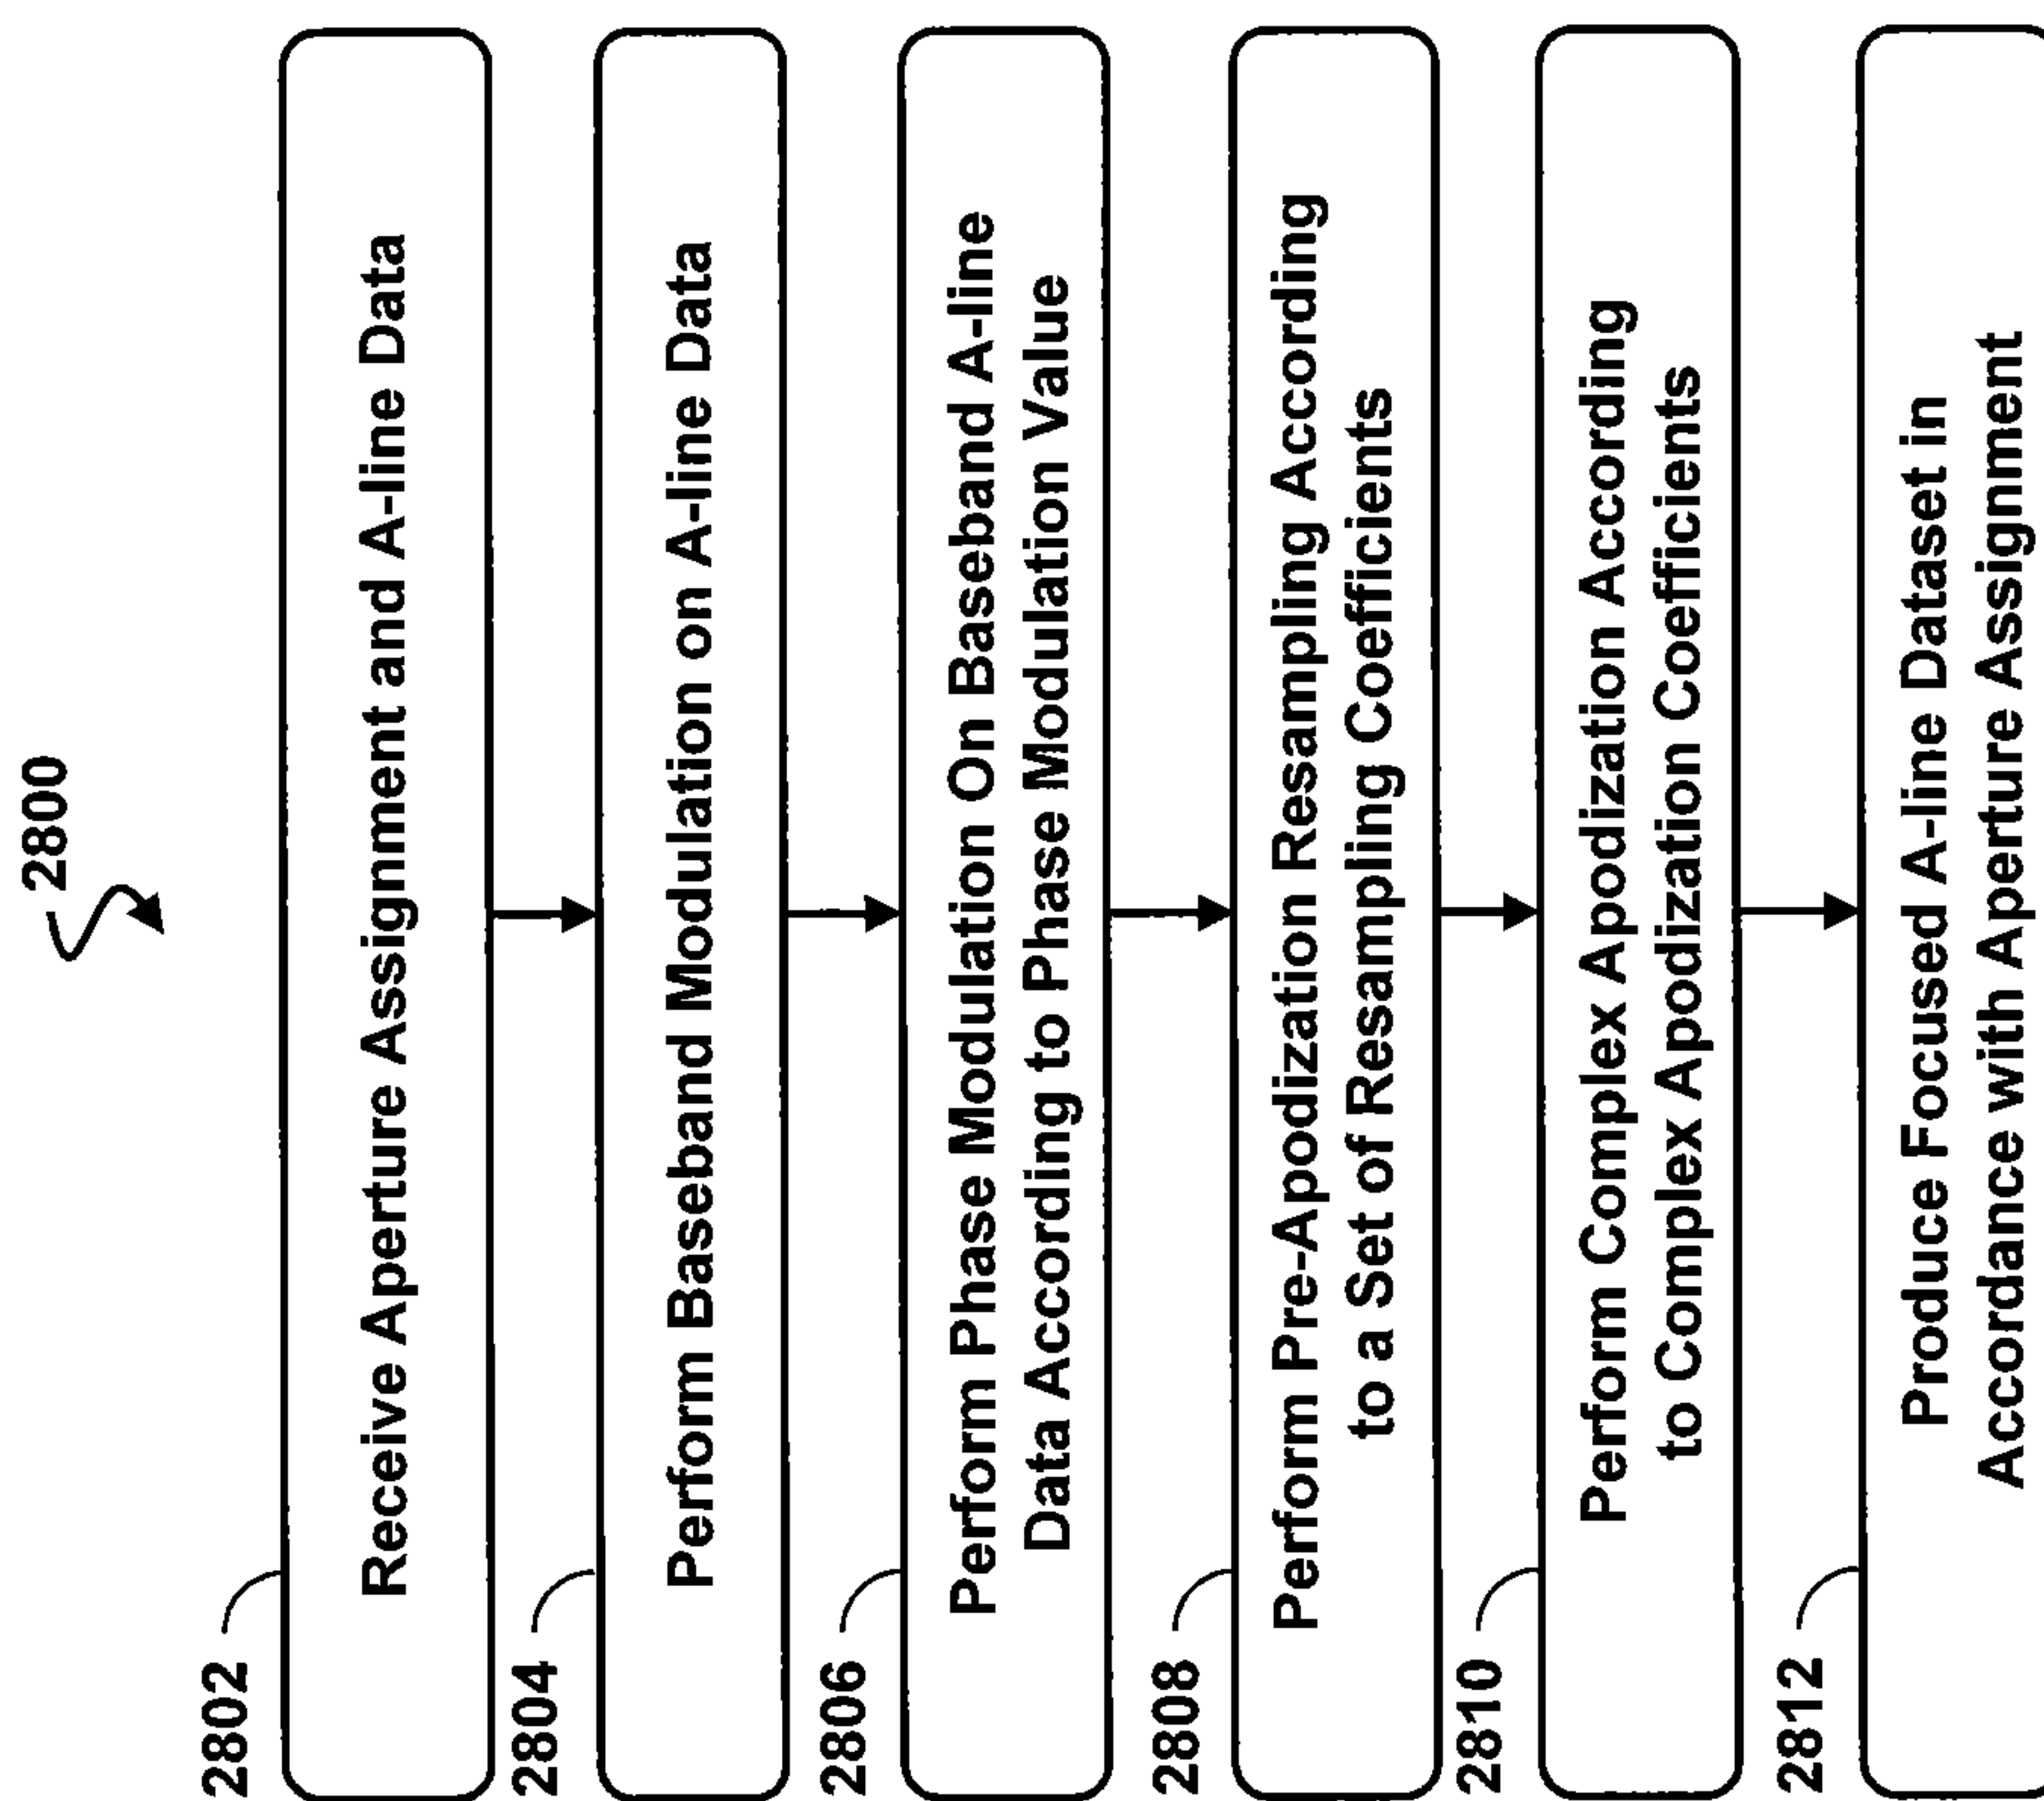 2800
2802
Receive Aperture Assignment and A-line Data
2804
Perform Baseband Modulation on A-line Data
2806
Perform Phase Modulation On Baseband A-line
Data According to Phase Modulation Value
2808
Perform Pre-Apodization Resampling According
to a Set of Resampling Coefficients
2810
Perform Complex Apodization According
to Complex Apodization Coefficients
2812
Produce Focused A-line Dataset in
Accordance with Aperture Assignment